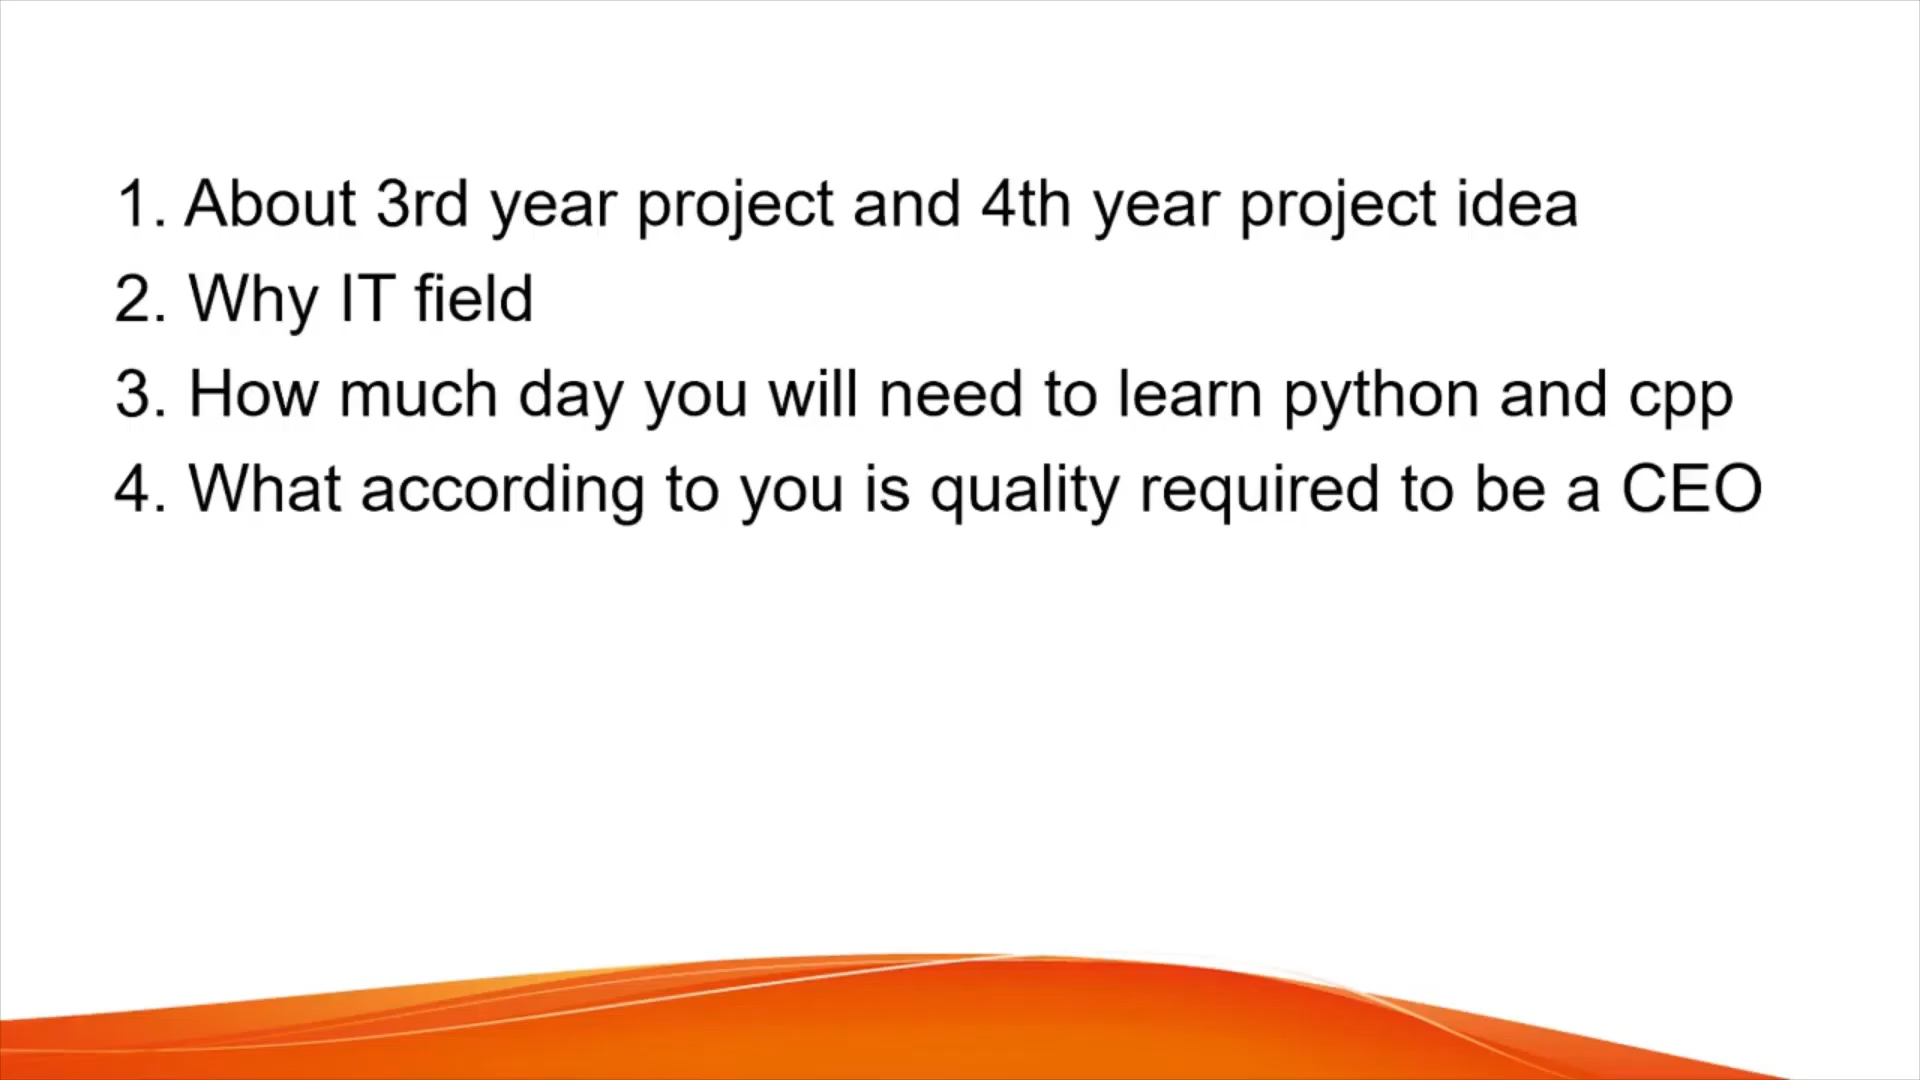 1. About 3rd year project and 4th year project idea
2. Why IT field
3. How much day you will need to learn python and cpp
4. What according to you is quality required to be a CEO